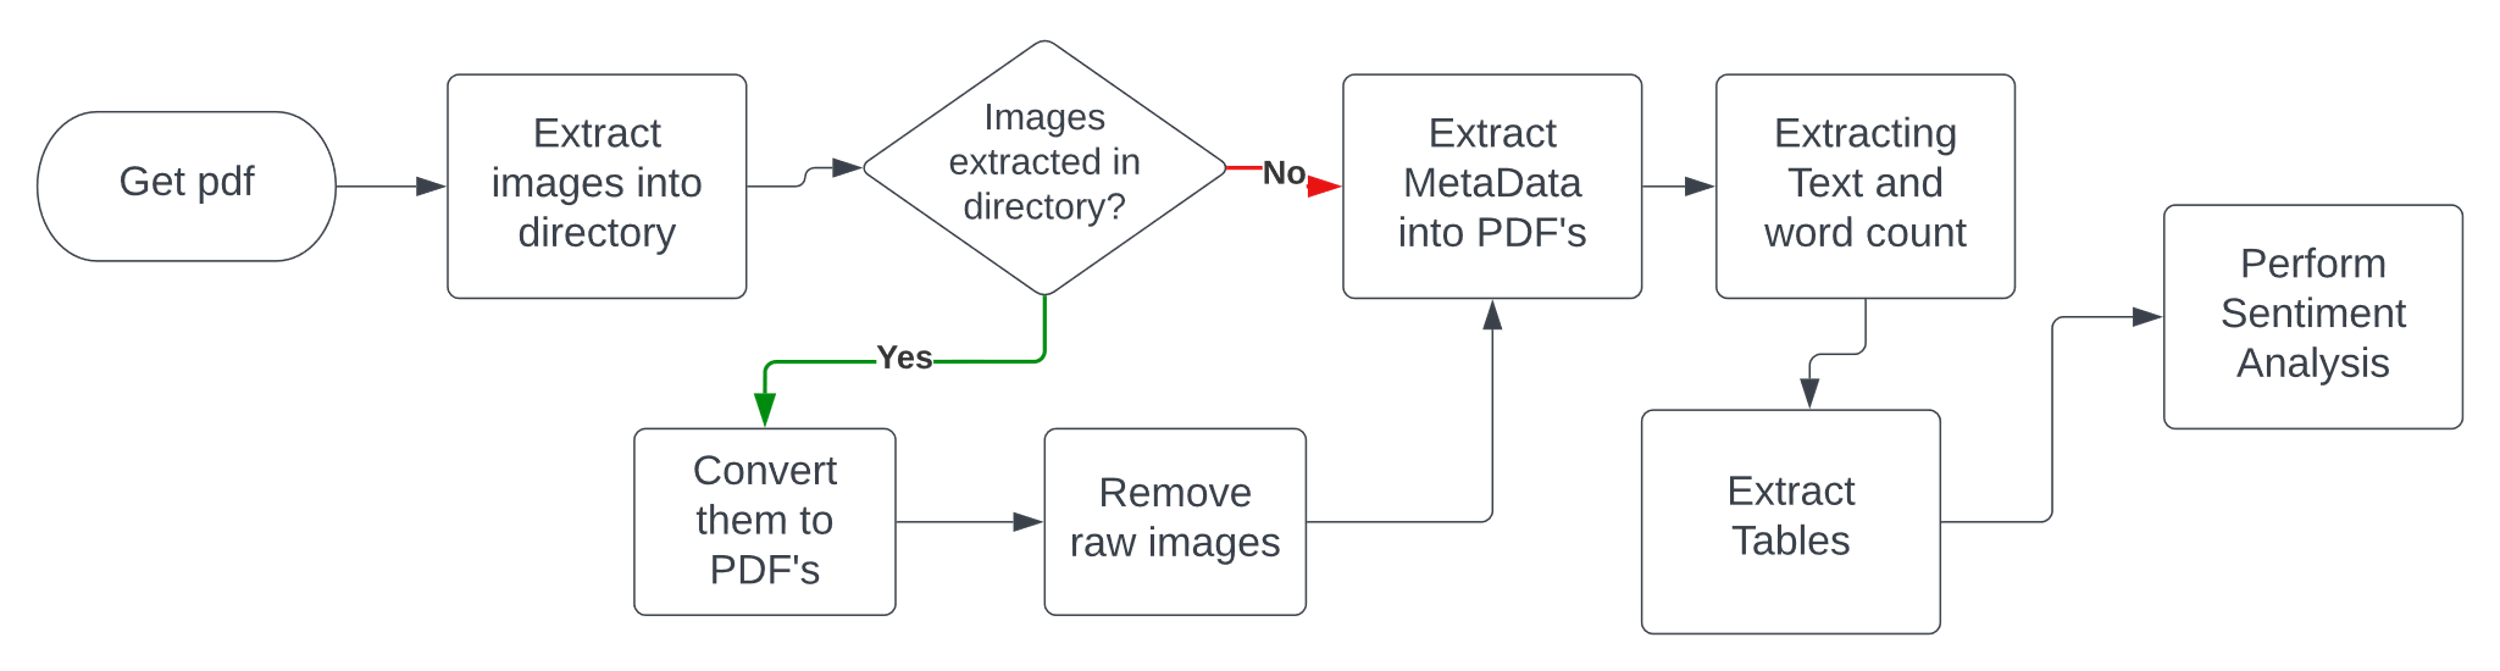 Get pdf
Extract
images into
directory
Images
extracted in
directory?
No
Yes
Convert
them to
PDF's
Remove
raw images
Extract
MetaData
into PDF's
Extracting
Text and
word count
Extract
Tables
Perform
Sentiment
Analysis